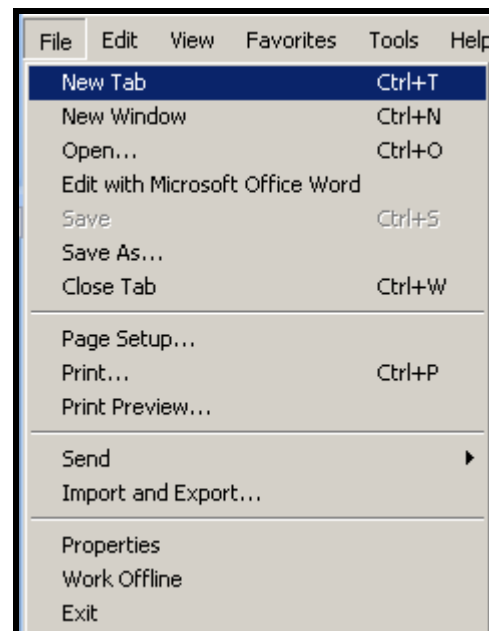 File Edit View Favorites Tools Help
New Tab Ctrl+T
New Window Ctrl+N
Open... Ctrl+O
Edit with Microsoft Office Word
Save Ctrl+S
Save As...
Close Tab Ctrl+W
Page Setup...
Print... Ctrl+P
Print Preview...
Send
Import and Export...
Properties
Work Offline
Exit